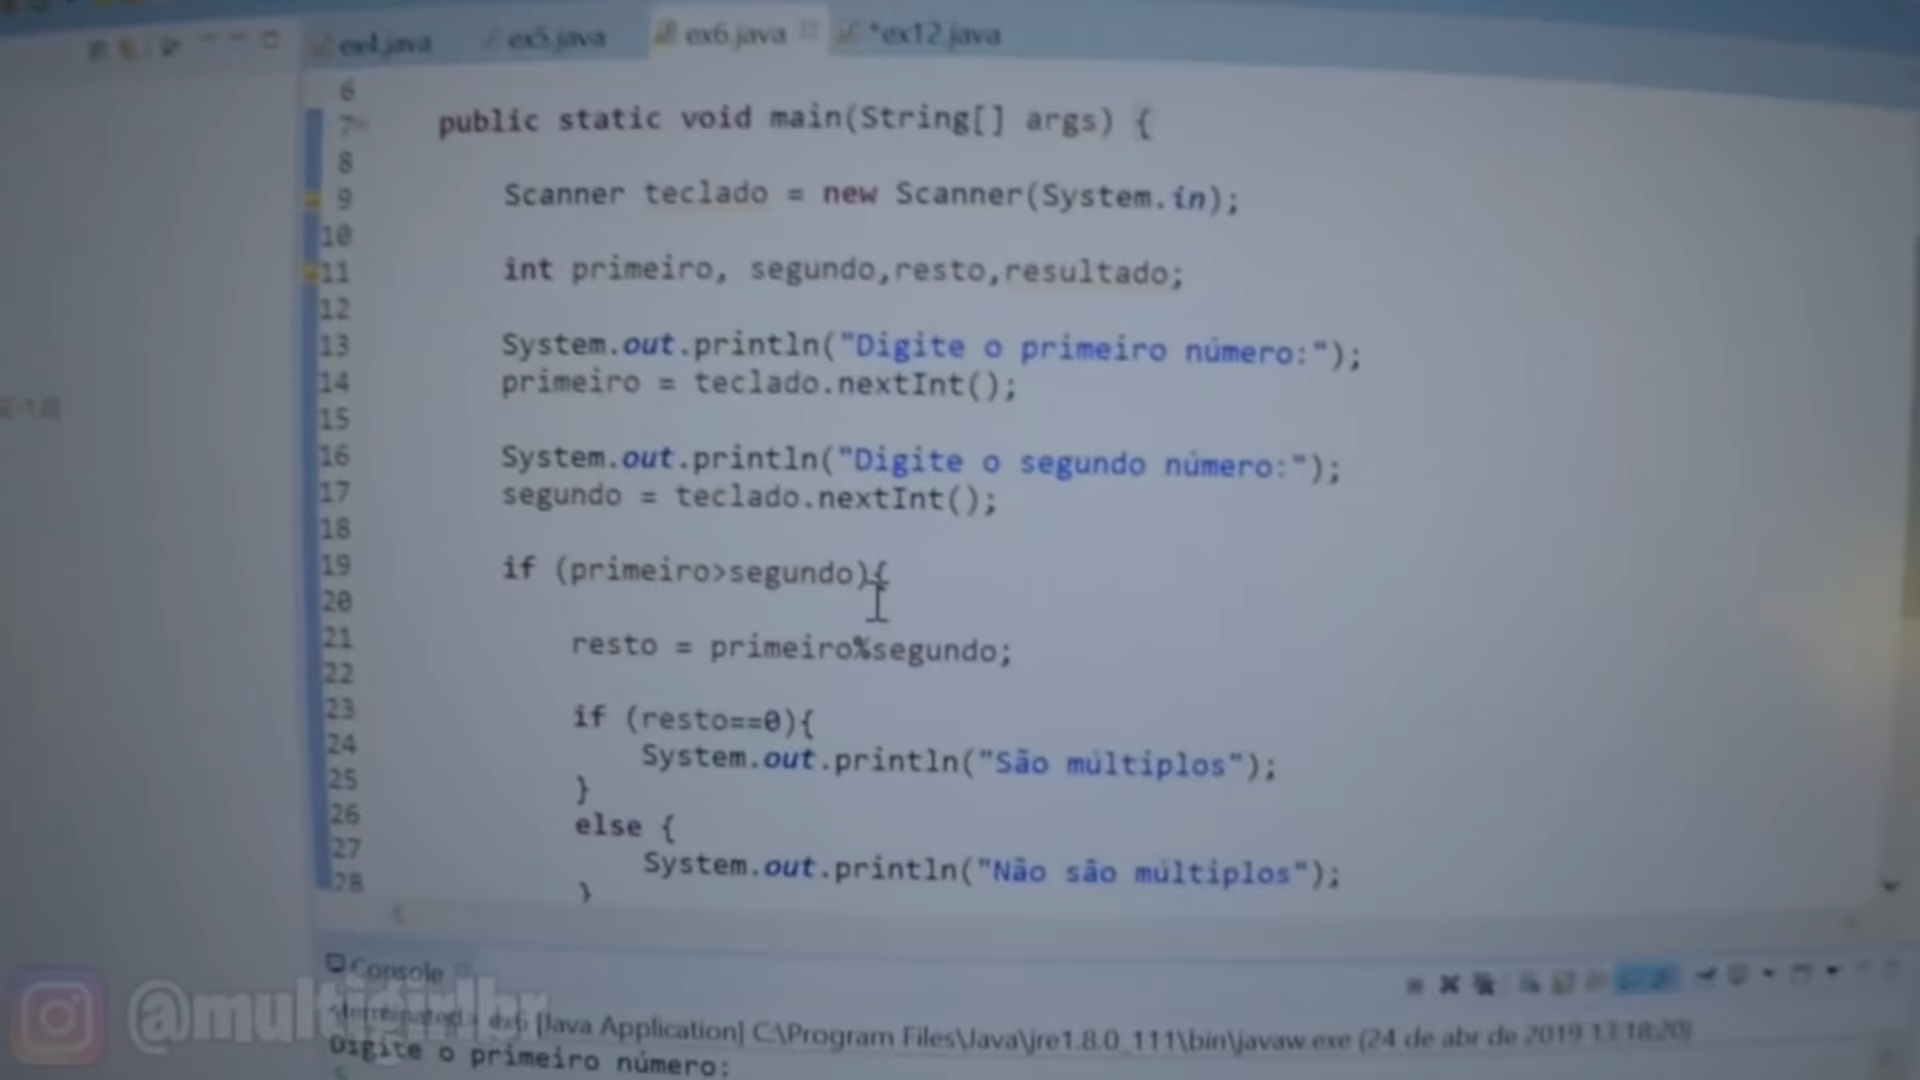 ex4.java
ex5.java
ex6.java
*ex12.java
6
7 public static void main(String[] args) {
8
9 Scanner teclado = new Scanner(System.in);
10
11 int primeiro, segundo,resto,resultado;
12
13 System.out.println("Digite o primeiro número:");
14 primeiro = teclado.nextInt();
15
16 System.out.println("Digite o segundo número:");
17 segundo = teclado.nextInt();
18
19 if (primeiro>segundo){
20
21 resto = primeiro%segundo;
22
23 if (resto==0){
24 System.out.println("São múltiplos");
25 }
26 else {
27 System.out.println("Não são múltiplos");
28 }
Console
<terminated> ex6 [Java Application] C:\Program Files\Java\jre1.8.0_111\bin\javaw.exe (24 de abr de 2019 13:18:20)
Digite o primeiro número:
@multigirlbr